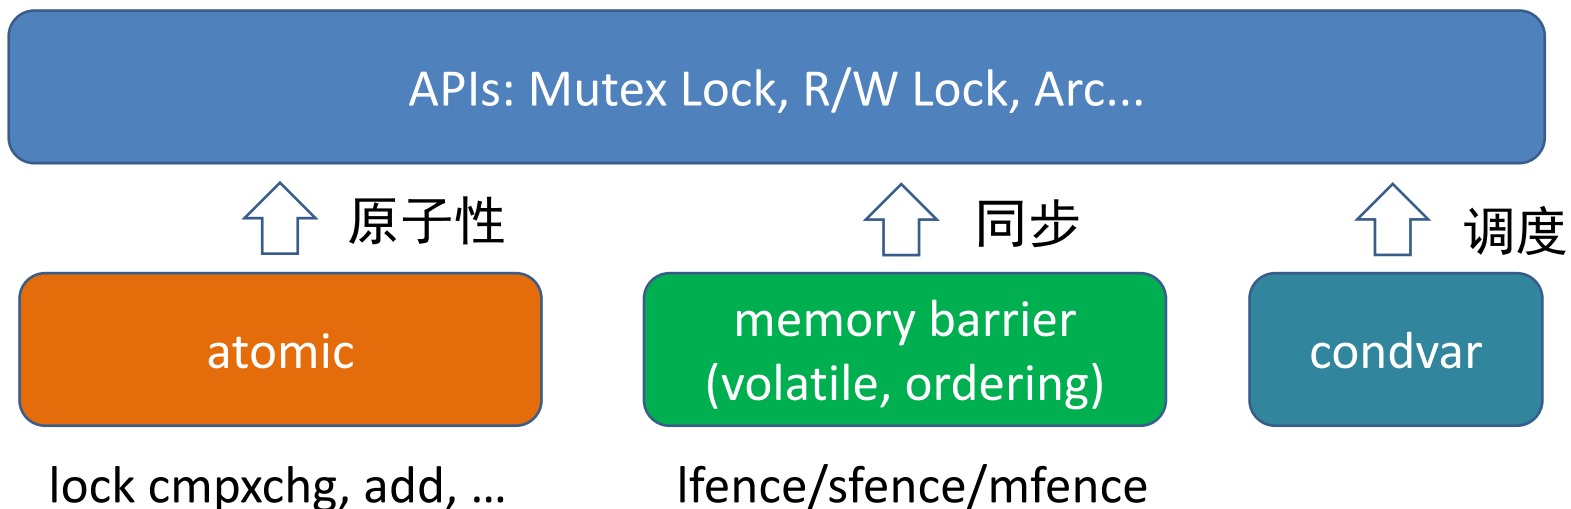 APIs: Mutex Lock, R/W Lock, Arc...
原子性
同步
调度
atomic
memory barrier
(volatile, ordering)
condvar
lock cmpxchg, add, ...
lfence/sfence/mfence